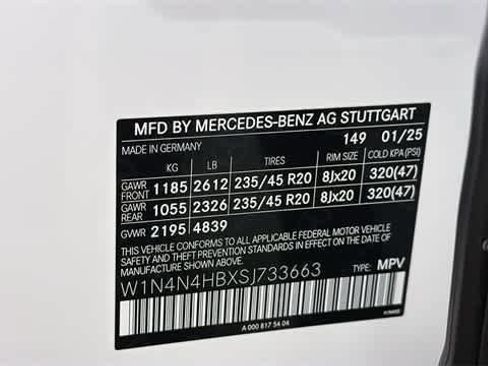 MFD BY MERCEDES-BENZ AG STUTTGART
MADE IN GERMANY 149 01/25
KG LB TIRES RIM SIZE COLD KPA (PSI)
GAWR FRONT 1185 2612 235/45 R20 8Jx20 320(47)
GAWR REAR 1055 2326 235/45 R20 8Jx20 320(47)
GVWR 2195 4839
THIS VEHICLE CONFORMS TO ALL APPLICABLE FEDERAL MOTOR VEHICLE
SAFETY AND THEFT PREVENTION STANDARDS IN EFFECT ON THE DATE OF
MANUFACTURE SHOWN ABOVE.
W1N4N4HBXSJ733663 TYPE: MPV
A 000 817 54 04